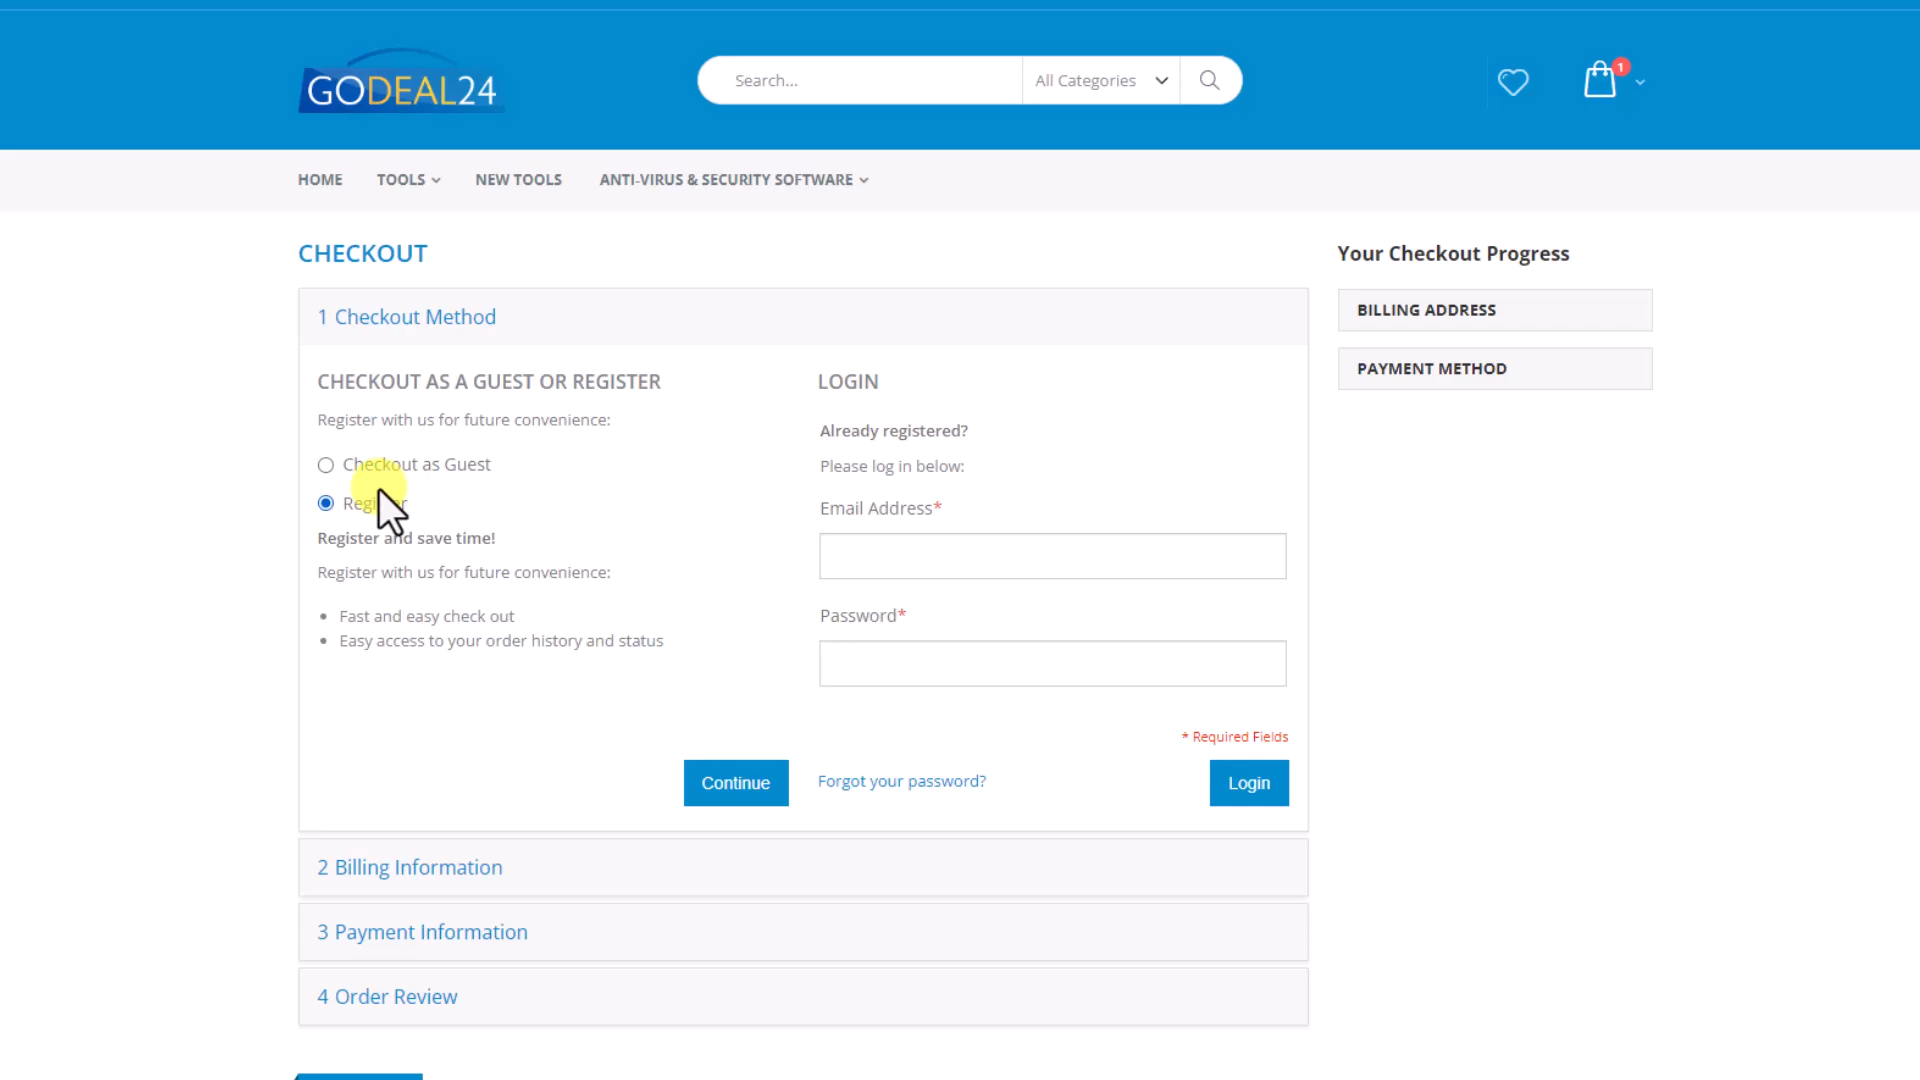 GODEAL24
Search...
All Categories
1
HOME
TOOLS
NEW TOOLS
ANTI-VIRUS & SECURITY SOFTWARE
CHECKOUT
1 Checkout Method
CHECKOUT AS A GUEST OR REGISTER
Register with us for future convenience:
Checkout as Guest
Register
Register and save time!
Register with us for future convenience:
Fast and easy check out
Easy access to your order history and status
Continue
LOGIN
Already registered?
Please log in below:
Email Address*
Password*
* Required Fields
Forgot your password?
Login
2 Billing Information
3 Payment Information
4 Order Review
Your Checkout Progress
BILLING ADDRESS
PAYMENT METHOD